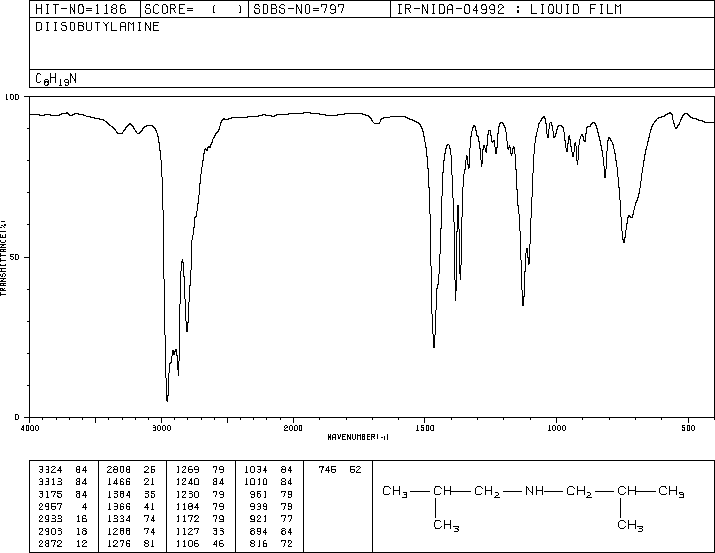 HIT-NO=1186 SCORE= ( ) SDBS-NO=797 IR-NIDA-04992 : LIQUID FILM
DIISOBUTYLAMINE
C8H19N
100
50
0
TRANSMITTANCE(%)
4000 3000 2000 1500 1000 500
WAVENUMBER(-1)
3324 84 2808 26 1269 79 1034 84 746 52
3313 84 1466 21 1240 84 1010 84
3175 84 1384 35 1230 79 961 79
2957 4 1366 41 1184 79 939 79
2933 16 1334 74 1172 79 921 77
2903 18 1288 74 1127 33 894 84
2872 12 1276 81 1106 46 816 72
CH3 CH CH2 NH CH2 CH CH3
CH3 CH3